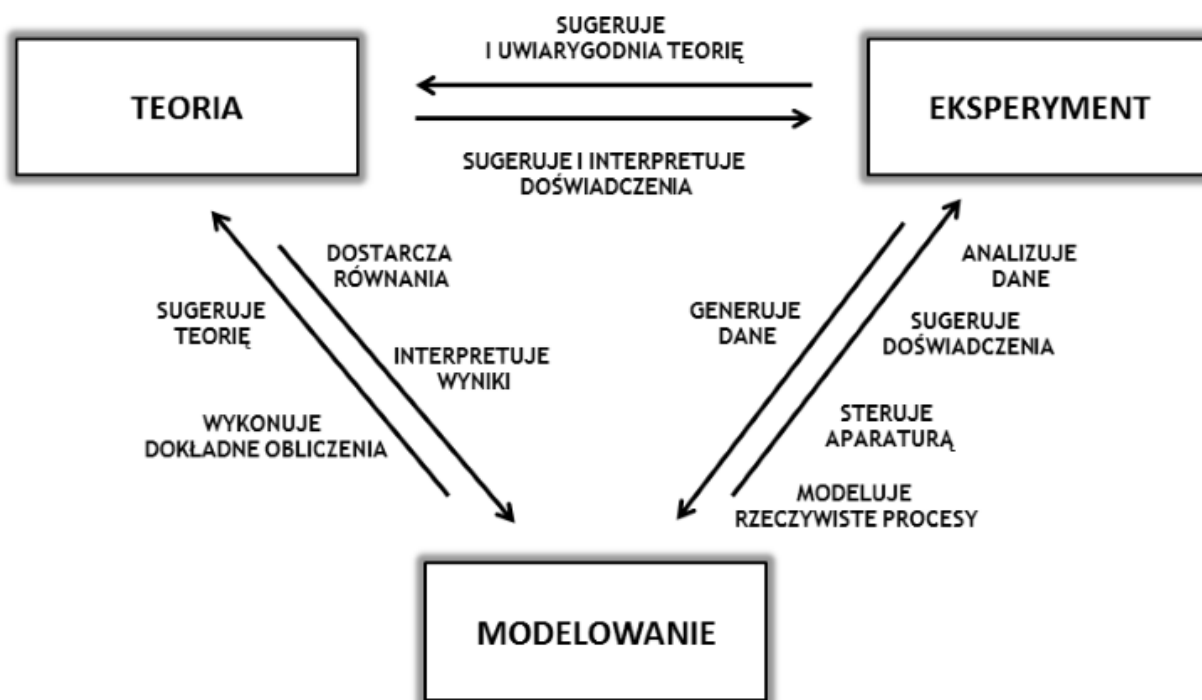 SUGERUJE
I UWIARYGODNIA TEORIĘ
TEORIA
EKSPERYMENT
SUGERUJE I INTERPRETUJE
DOŚWIADCZENIA
DOSTARCZA
RÓWNANIA
SUGERUJE
TEORIĘ
INTERPRETUJE
WYNIKI
WYKONUJE
DOKŁADNE OBLICZENIA
GENERUJE
DANE
ANALIZUJE
DANE
SUGERUJE
DOŚWIADCZENIA
STERUJE
APARATURĄ
MODELUJE
RZECZYWISTE PROCESY
MODELOWANIE